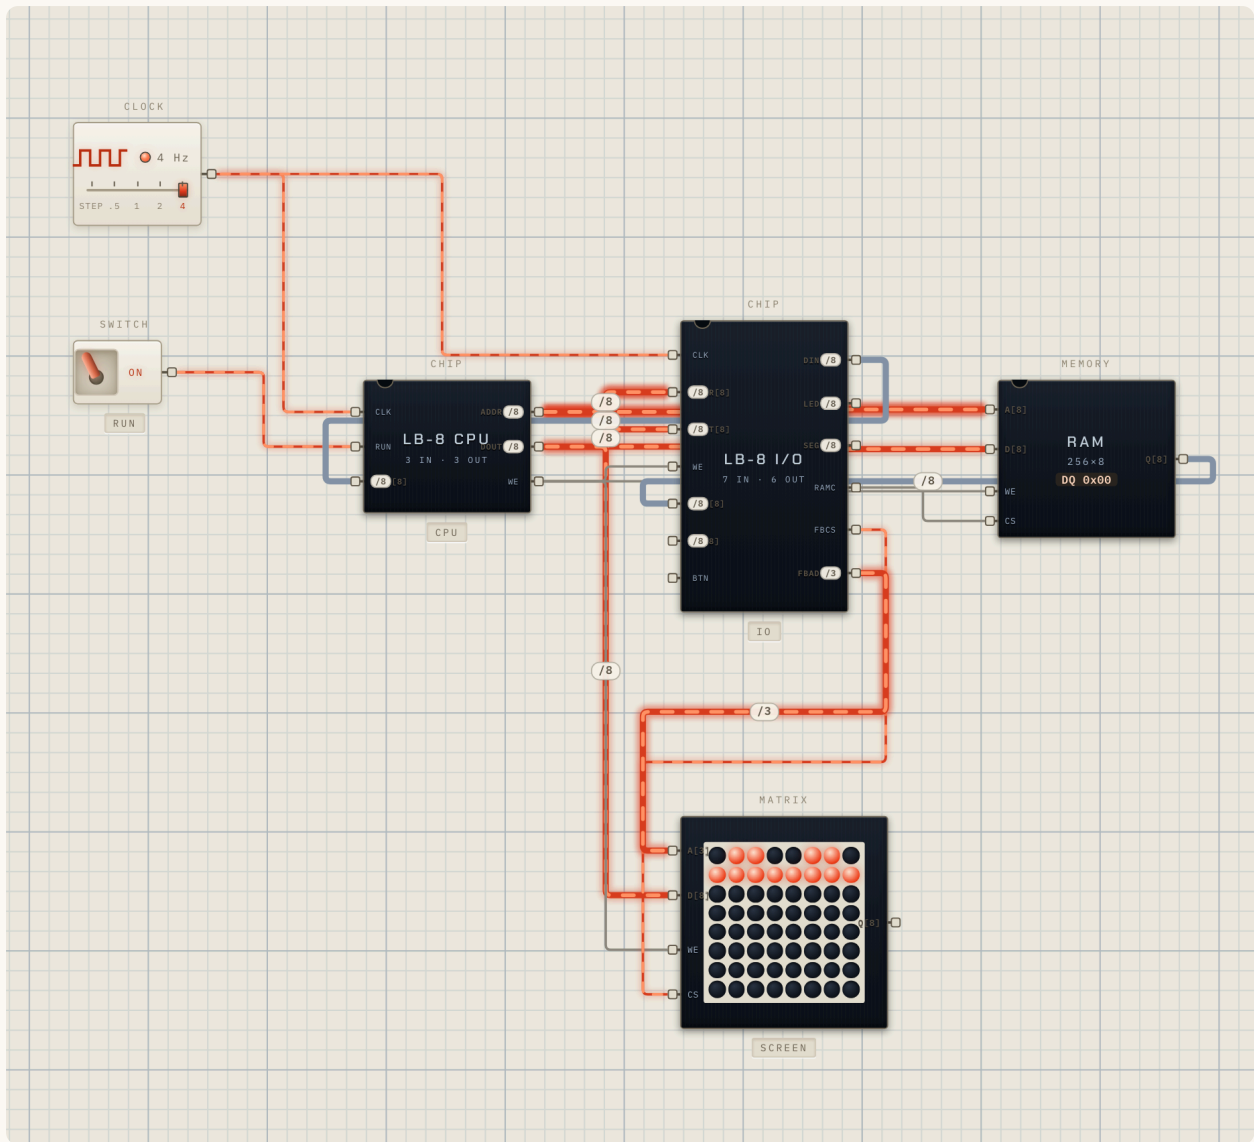 CLOCK
4 Hz
STEP .5 1 2 4
SWITCH
ON
RUN
CHIP
CLK
RUN
/8
ADDR /8
DOUT /8
WE
LB-8 CPU
3 IN · 3 OUT
CPU
/8
/8
/8
CHIP
CLK
/8
/8
WE
/8
/8
BTN
DIN /8
LED /8
SEG /8
RAMC
FBCS
FBAD /3
LB-8 I/O
7 IN · 6 OUT
IO
/8
MEMORY
A[8]
D[8]
WE
CS
Q[8]
RAM
256×8
DQ 0x00
/8
/3
MATRIX
A[3]
D[8]
WE
CS
Q[8]
SCREEN